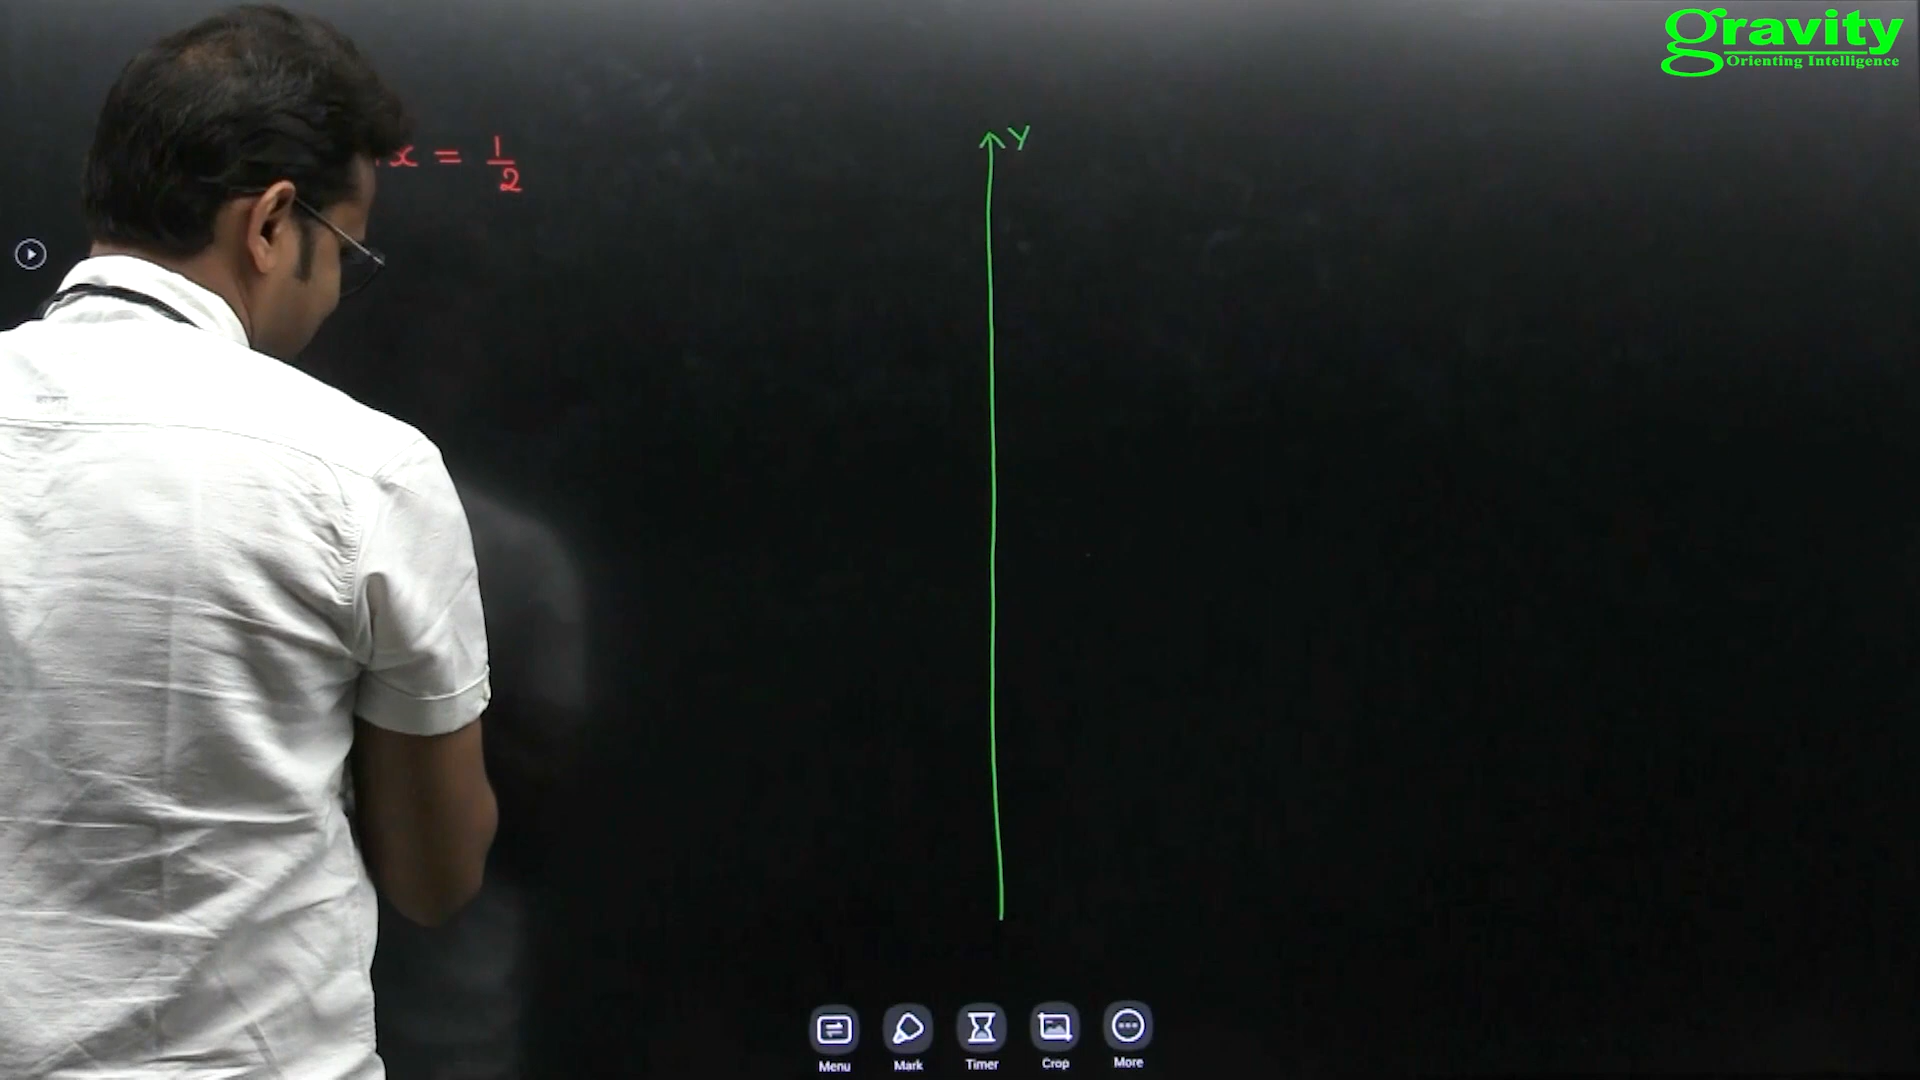 gravity
Orienting Intelligence
Y
x = 1/2
Menu Mark Timer Crop More